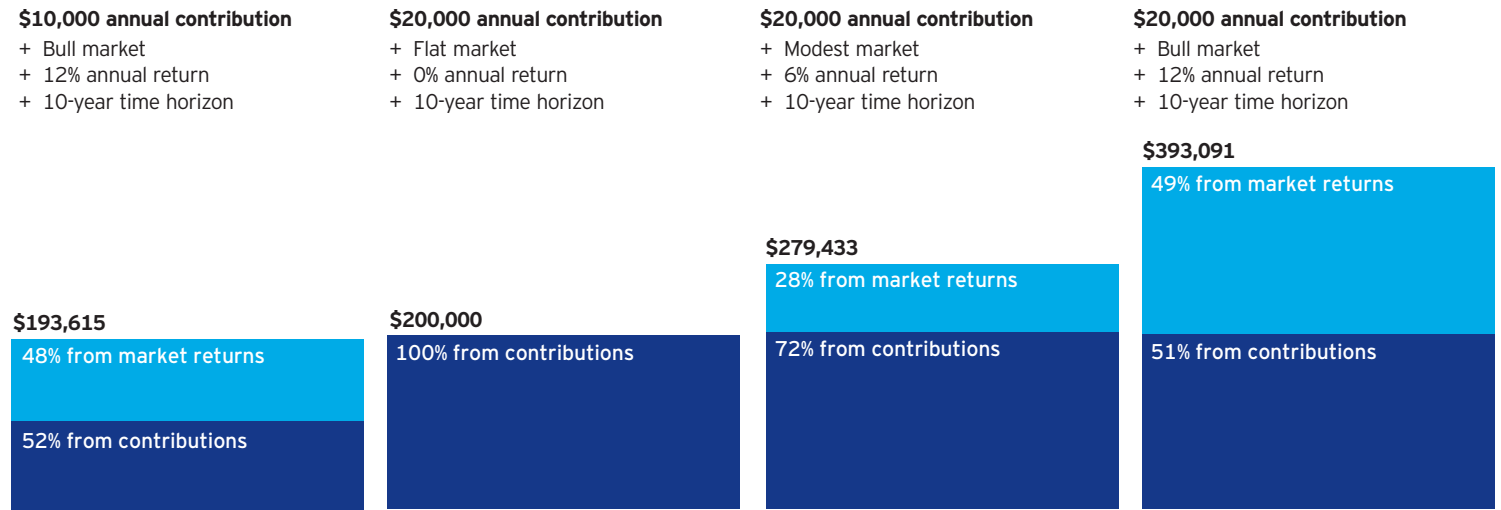 $10,000 annual contribution
+ Bull market
+ 12% annual return
+ 10-year time horizon
$193,615
48% from market returns
52% from contributions
$20,000 annual contribution
+ Flat market
+ 0% annual return
+ 10-year time horizon
$200,000
100% from contributions
$20,000 annual contribution
+ Modest market
+ 6% annual return
+ 10-year time horizon
$279,433
28% from market returns
72% from contributions
$20,000 annual contribution
+ Bull market
+ 12% annual return
+ 10-year time horizon
$393,091
49% from market returns
51% from contributions